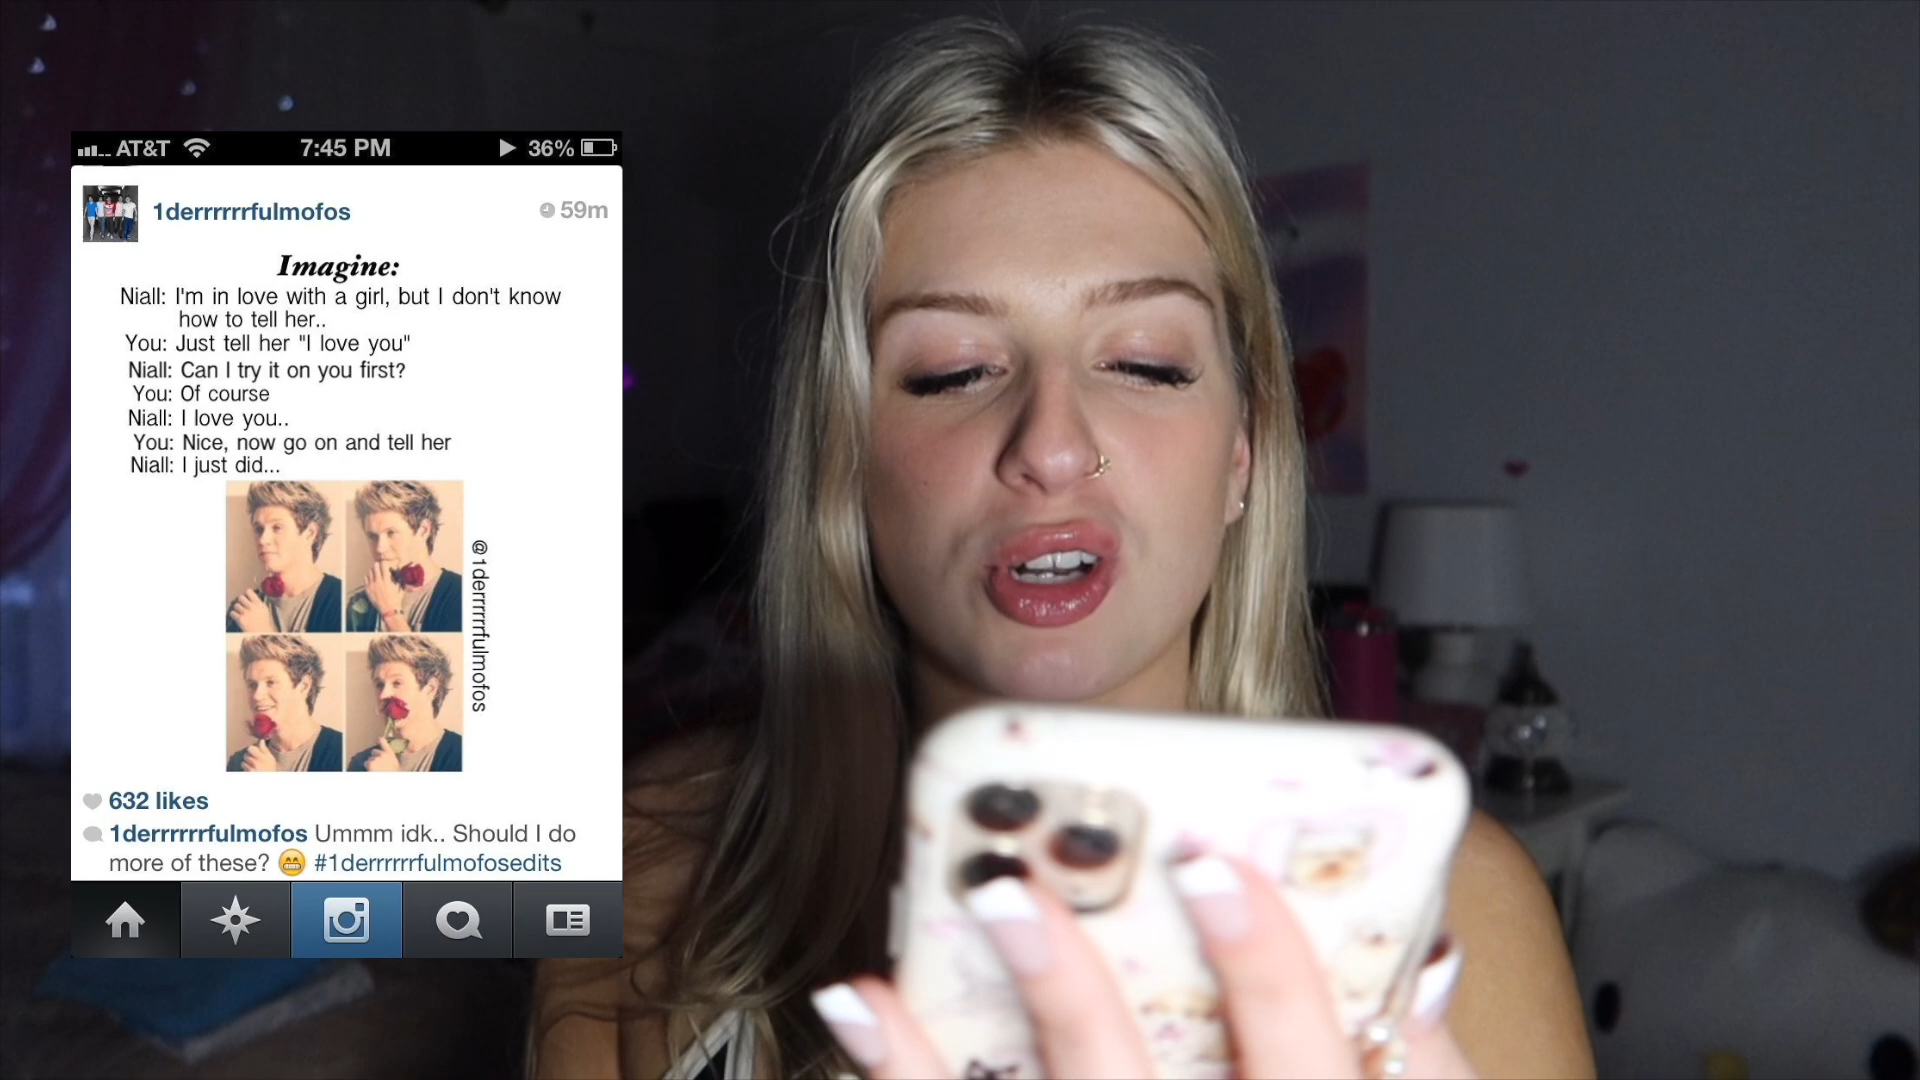 AT&T 7:45 PM 36%
1derrrrrrfulmofos 59m
Imagine:
Niall: I'm in love with a girl, but I don't know
how to tell her..
You: Just tell her "I love you"
Niall: Can I try it on you first?
You: Of course
Niall: I love you..
You: Nice, now go on and tell her
Niall: I just did...
@1derrrrrrfulmofos
632 likes
1derrrrrrfulmofos Ummm idk.. Should I do
more of these? 😁 #1derrrrrrfulmofosedits